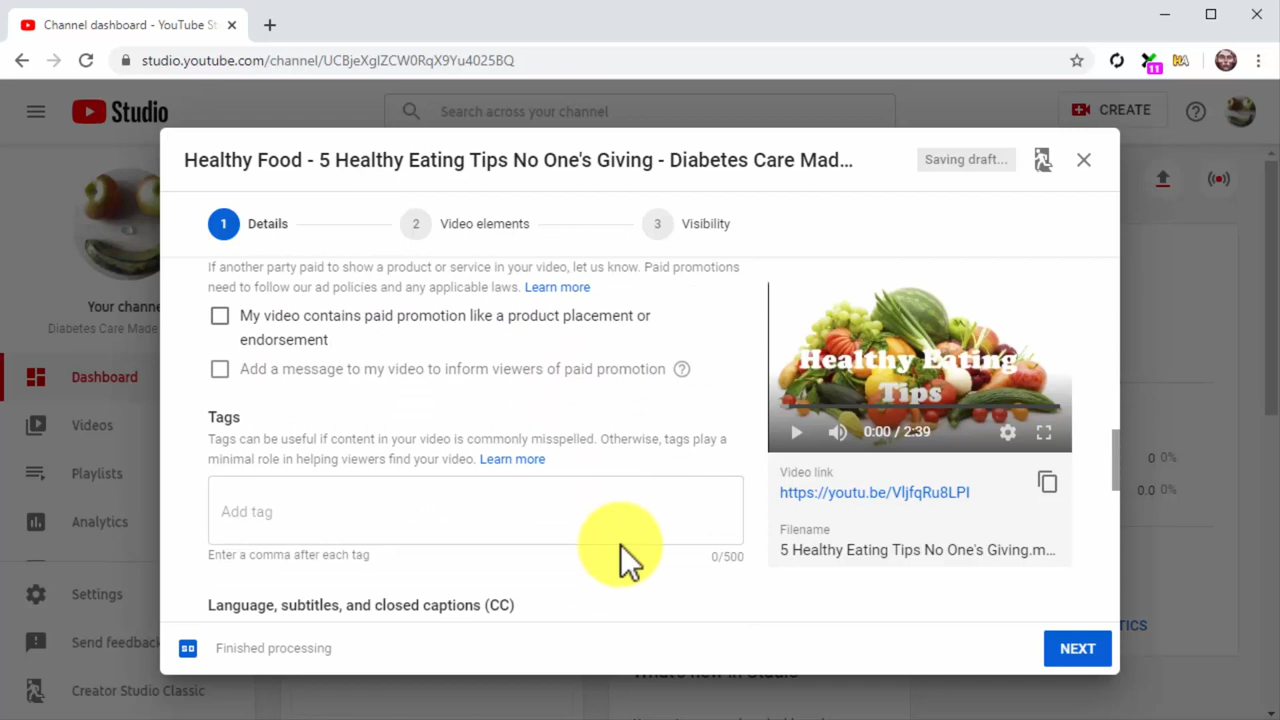 Channel dashboard - YouTube St
studio.youtube.com/channel/UCBjeXgIZCW0RqX9Yu4025BQ
11
Studio
Search across your channel
CREATE
Healthy Food - 5 Healthy Eating Tips No One's Giving - Diabetes Care Mad...
Saving draft...
1 Details
2 Video elements
3 Visibility
If another party paid to show a product or service in your video, let us know. Paid promotions
need to follow our ad policies and any applicable laws. Learn more
My video contains paid promotion like a product placement or
endorsement
Add a message to my video to inform viewers of paid promotion
Tags
Tags can be useful if content in your video is commonly misspelled. Otherwise, tags play a
minimal role in helping viewers find your video. Learn more
Add tag
Enter a comma after each tag
0/500
Language, subtitles, and closed captions (CC)
Healthy Eating
Tips
0:00 / 2:39
Video link
https://youtu.be/VljfqRu8LPI
Filename
5 Healthy Eating Tips No One's Giving.m...
SD
Finished processing
NEXT
Your channe
Diabetes Care Made
Dashboard
Videos
Playlists
Analytics
Settings
Send feedback
Creator Studio Classic
0 0%
0.0 0%
TICS
What's new in Studio